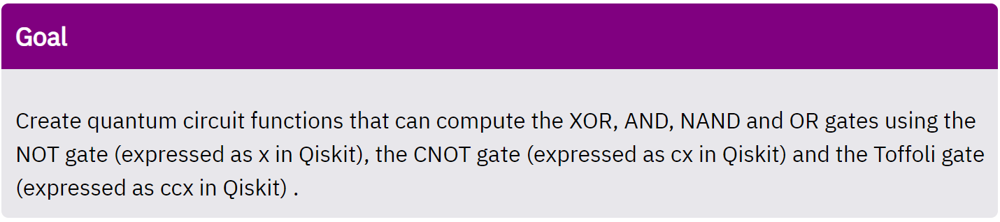 Goal
Create quantum circuit functions that can compute the XOR, AND, NAND and OR gates using the
NOT gate (expressed as x in Qiskit), the CNOT gate (expressed as cx in Qiskit) and the Toffoli gate
(expressed as ccx in Qiskit) .